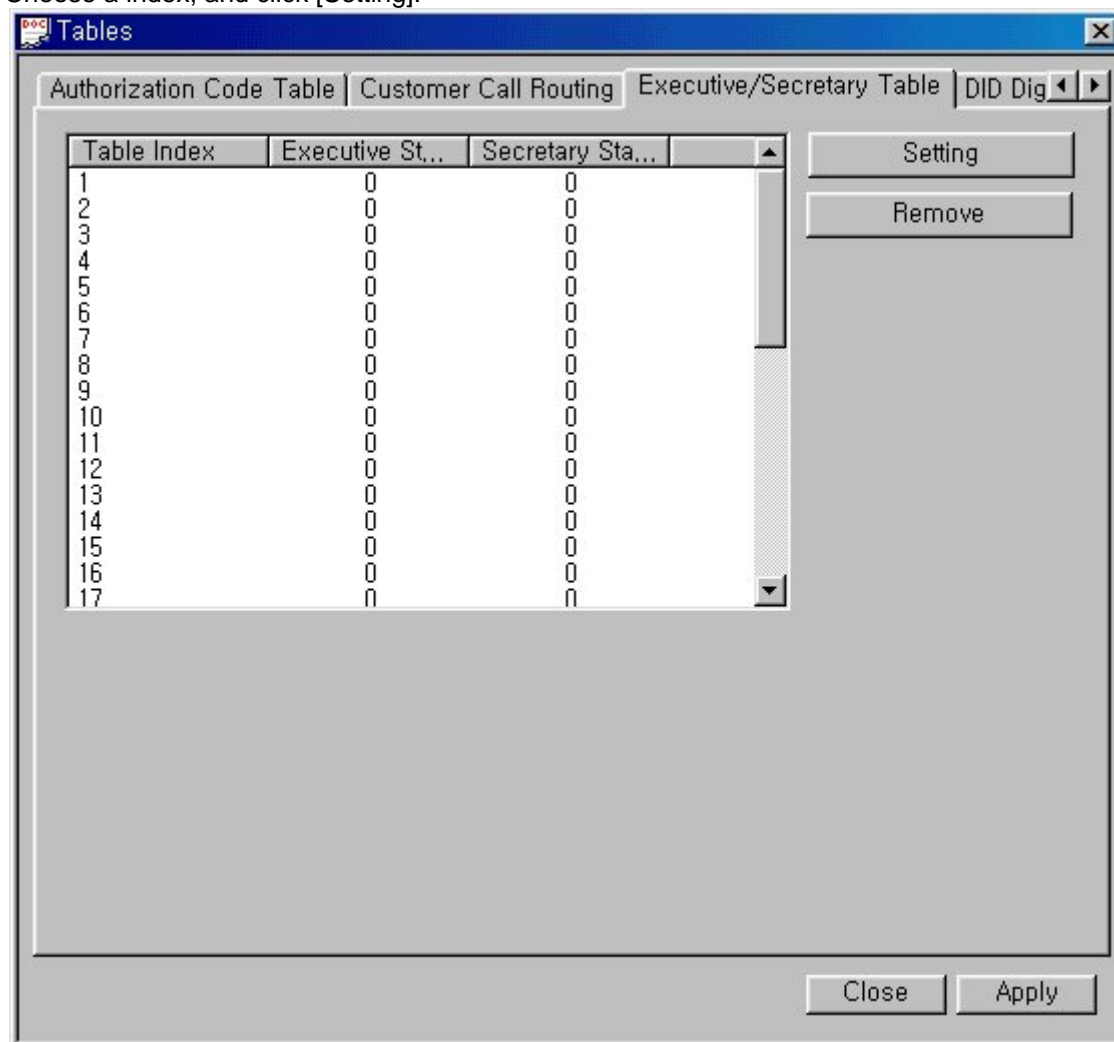 Choose a index, and click [Setting].
DOC Tables
Authorization Code Table Customer Call Routing Executive/Secretary Table DID Dig
Table Index Executive St... Secretary Sta...
Setting
Remove
1 0 0
2 0 0
3 0 0
4 0 0
5 0 0
6 0 0
7 0 0
8 0 0
9 0 0
10 0 0
11 0 0
12 0 0
13 0 0
14 0 0
15 0 0
16 0 0
17 0 0
Close Apply